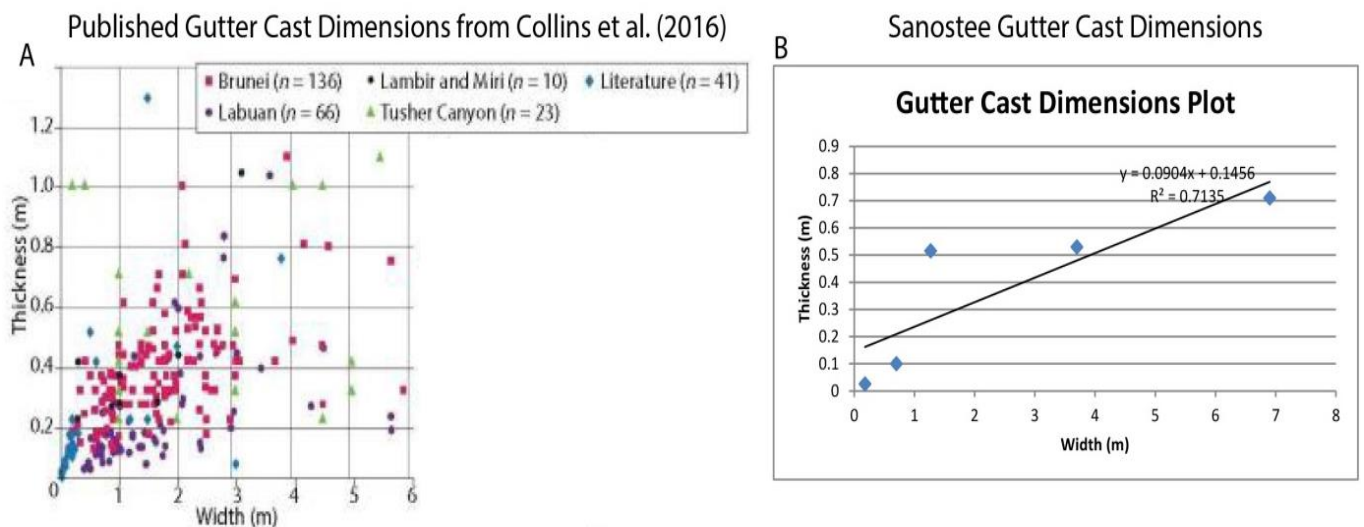 Published Gutter Cast Dimensions from Collins et al. (2016)
A
Brunei (n = 136) Lambir and Miri (n = 10) Literature (n = 41)
Labuan (n = 66) Tusher Canyon (n = 23)
1.2
1.0
0.8
0.6
0.4
0.2
0 1 2 3 4 5 6
Thickness (m)
Width (m)
Sanostee Gutter Cast Dimensions
B
Gutter Cast Dimensions Plot
0.9
0.8
0.7
0.6
0.5
0.4
0.3
0.2
0.1
0
y = 0.0904x + 0.1456
R² = 0.7135
Thickness (m)
0 1 2 3 4 5 6 7 8
Width (m)